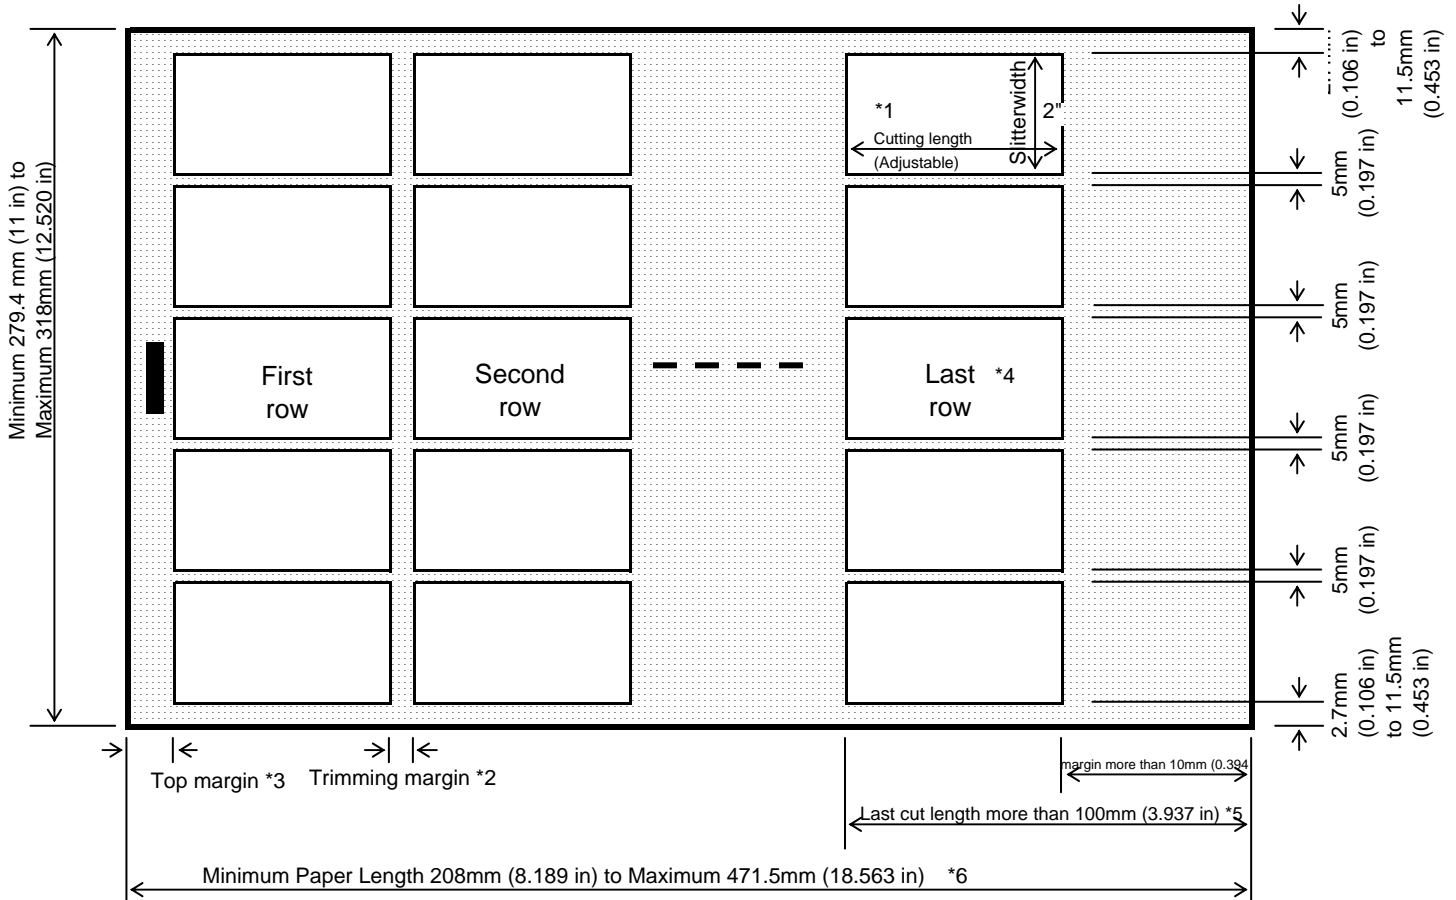 Minimum 279.4 mm (11 in) to
Maximum 318mm (12.520 in)
*1
Cutting length
(Adjustable)
Slitterwidth
2"
First
row
Second
row
Last *4
row
(0.106 in)
to
11.5mm
(0.453 in)
5mm
(0.197 in)
5mm
(0.197 in)
5mm
(0.197 in)
5mm
(0.197 in)
2.7mm
(0.106 in)
to 11.5mm
(0.453 in)
Top margin *3
Trimming margin *2
margin more than 10mm (0.394
Last cut length more than 100mm (3.937 in) *5
Minimum Paper Length 208mm (8.189 in) to Maximum 471.5mm (18.563 in) *6